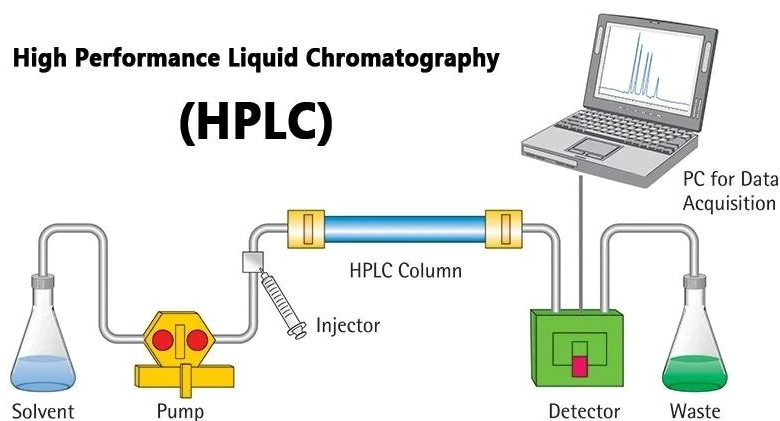 High Performance Liquid Chromatography
(HPLC)
PC for Data
Acquisition
HPLC Column
Injector
Solvent
Pump
Detector
Waste